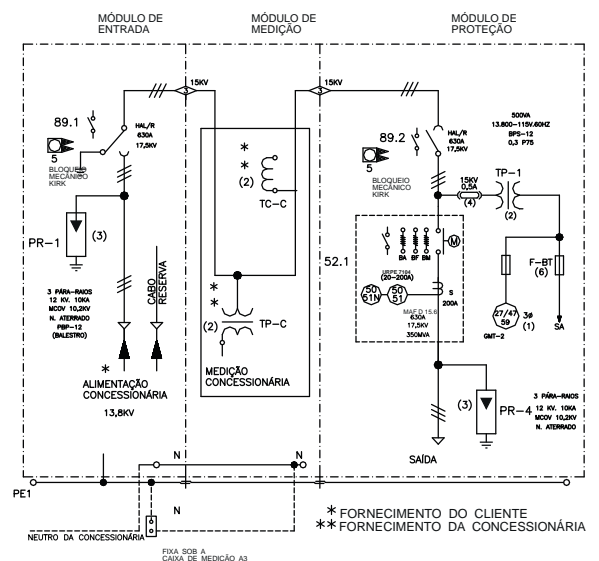 MÓDULO DE
ENTRADA
MÓDULO DE
MEDIÇÃO
MÓDULO DE
PROTEÇÃO
3
15KV
3
15KV
89.1
HAL/R
630A
17,5KV
5
BLOQUEIO
MECÂNICO
KIRK
PR-1
(3)
3 PÁRA-RAIOS
12 KV. 10KA
MCOV 10,2KV
N. ATERRADO
PBP-12
(BALESTRO)
CABO
RESERVA
*
ALIMENTAÇÃO
CONCESSIONÁRIA
13,8KV
*
*
(2)
TC-C
*
*
(2)
TP-C
MEDIÇÃO
CONCESSIONÁRIA
89.2
HAL/R
630A
17,5KV
5
BLOQUEIO
MECÂNICO
KIRK
500VA
13.800-115V.60HZ
BPS-12
0,3 P75
15KV
0,5A
(4)
TP-1
(2)
52.1
BA BF BM
M
URPE 7104
(20-200A)
50
51N
50
51
S
200A
MAF.D 15.6
630A
17,5KV
350MVA
F-BT
(6)
27/47
59
3ø
(1)
GMT-2
SA
(3)
PR-4
3 PÁRA-RAIOS
12 KV. 10KA
MCOV 10,2KV
N. ATERRADO
SAÍDA
N
N
PE1
N
NEUTRO DA CONCESSIONÁRIA
FIXA SOB A
CAIXA DE MEDIÇÃO A3
* FORNECIMENTO DO CLIENTE
** FORNECIMENTO DA CONCESSIONÁRIA